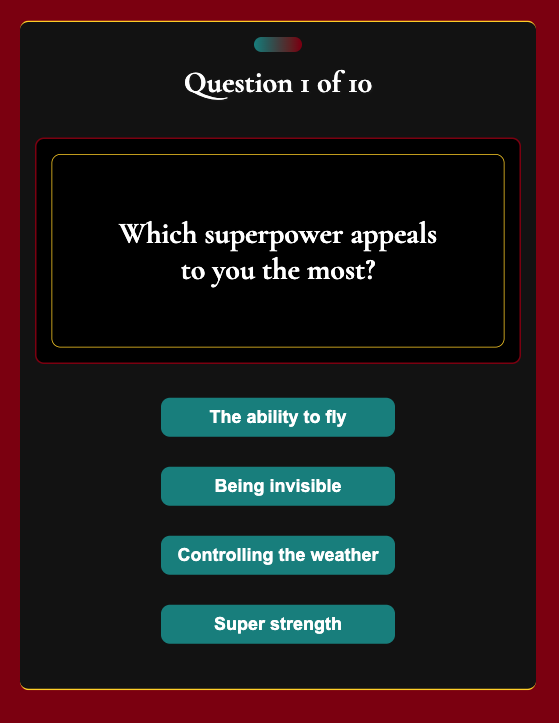 Question 1 of 10
Which superpower appeals
to you the most?
The ability to fly
Being invisible
Controlling the weather
Super strength